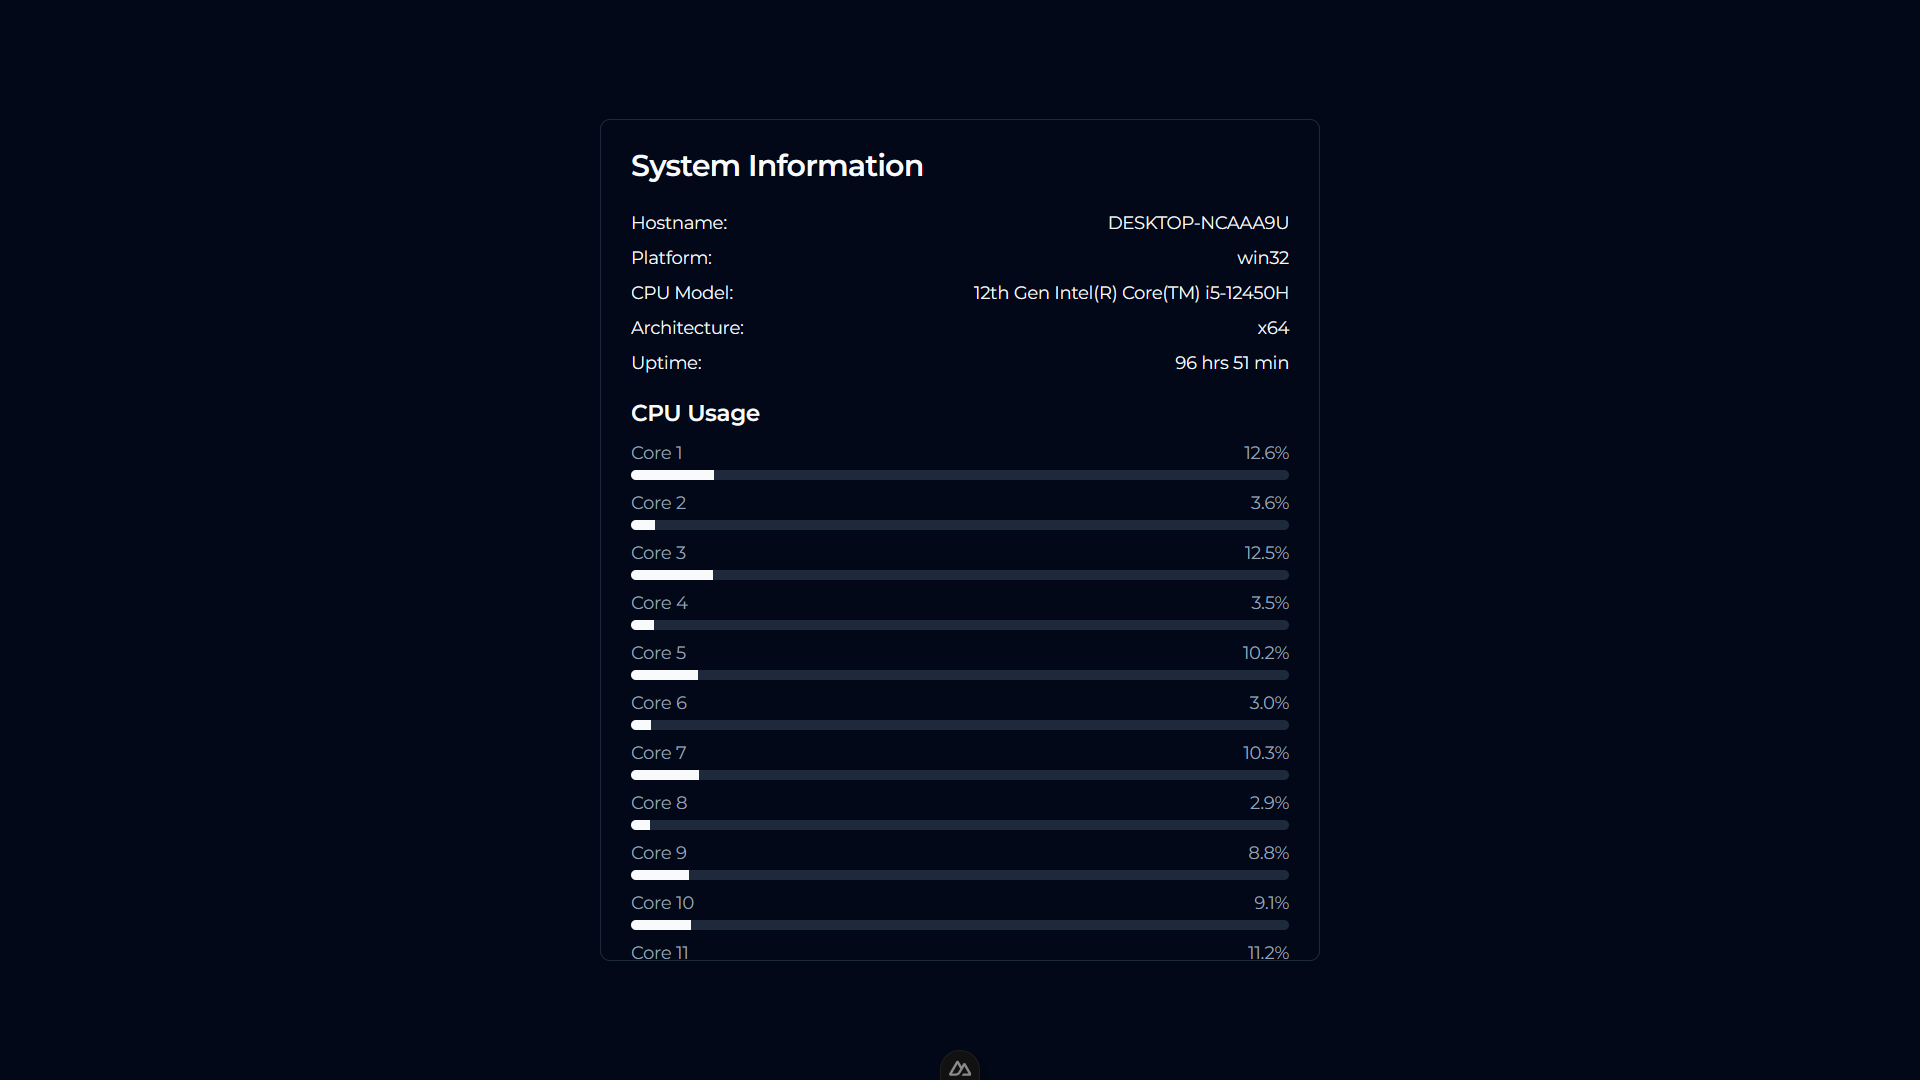 System Information
Hostname: DESKTOP-NCAAA9U
Platform: win32
CPU Model: 12th Gen Intel(R) Core(TM) i5-12450H
Architecture: x64
Uptime: 96 hrs 51 min
CPU Usage
Core 1 12.6%
Core 2 3.6%
Core 3 12.5%
Core 4 3.5%
Core 5 10.2%
Core 6 3.0%
Core 7 10.3%
Core 8 2.9%
Core 9 8.8%
Core 10 9.1%
Core 11 11.2%